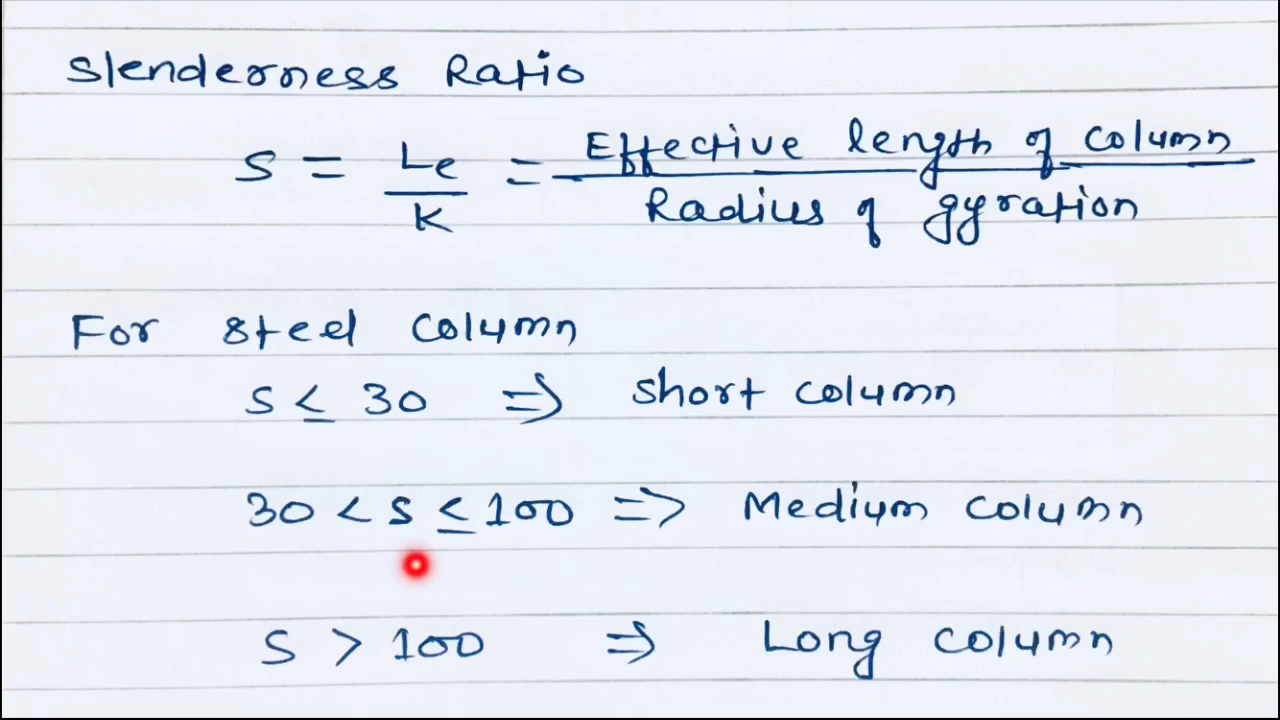 Slenderness Ratio
S = Le/K = Effective length of column / Radius of gyration
For steel column
S ≤ 30 ⇒ short column
30 < S ≤ 100 ⇒ Medium column
S > 100 ⇒ Long column